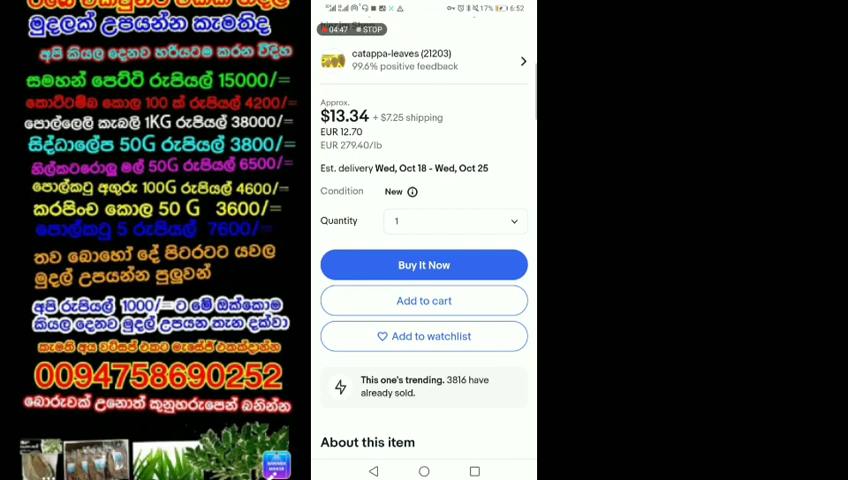 මුදලක් උපයන්න කැමතිද
අපි කියල දෙනව හරියටම කරන විදිහ
සමහන් පෙට්ටි රුපියල් 15000/=
කොට්ටම්බ කොල 100 ක් රුපියල් 4200/=
පොල්ලෙලි කැබලි 1KG රුපියල් 38000/=
සිද්ධාලේප 50G රුපියල් 3800/=
නිල්කටරොලු මල් 50G රුපියල් 6500/=
පොල්කටු අඟුරු 100G රුපියල් 4600/=
කරපිංච කොල 50 G 3600/=
පොල්කටු 5 රුපියල් 7600/=
තව බොහෝ දේ පිටරටට යවල
මුදල් උපයන්න පුලුවන්
අපි රුපියල් 1000/= ට මේ ඔක්කොම
කියල දෙනව මුදල් උපයන තැන දක්වා
කැමති අය වට්සප් එකට මැසේජ් එකක්දාන්න
0094758690252
බොරුවක් උනොත් කුනුහරුපෙන් බනින්න
17% 6:52
04:47 STOP
catappa-leaves (21203)
99.6% positive feedback
Approx.
$13.34 + $7.25 shipping
EUR 12.70
EUR 279.40/lb
Est. delivery Wed, Oct 18 - Wed, Oct 25
Condition New
Quantity 1
Buy It Now
Add to cart
Add to watchlist
This one's trending. 3816 have
already sold.
About this item